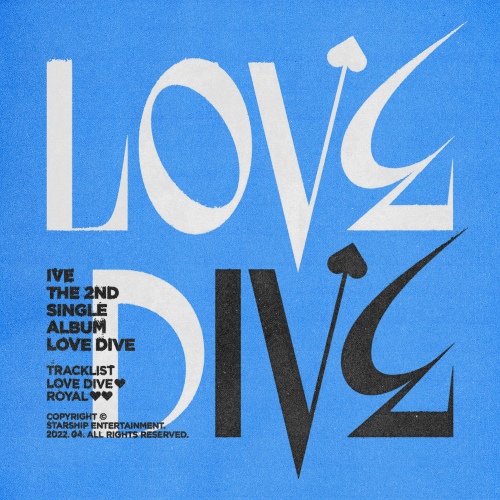 LOVE
DIVE
IVE
THE 2ND
SINGLE
ALBUM
LOVE DIVE
TRACKLIST
LOVE DIVE♥
ROYAL♥♥
COPYRIGHT ©
STARSHIP ENTERTAINMENT.
2022. 04. ALL RIGHTS RESERVED.